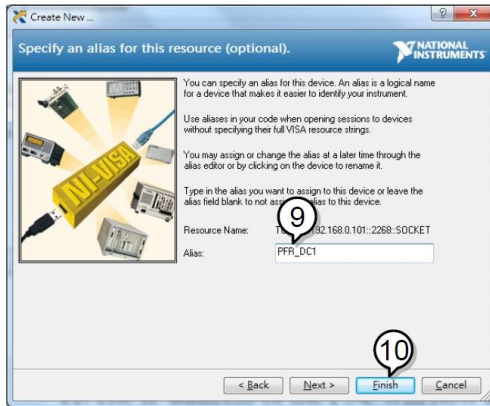 Create New ...
Specify an alias for this resource (optional).
NATIONAL
INSTRUMENTS
You can specify an alias for this device. An alias is a logical name
for a device that makes it easier to identify your instrument.
Use aliases in your code when opening sessions to devices
without specifying their full VISA resource strings.
You may assign or change the alias at a later time through the
alias editor or by clicking on the device to rename it.
Type in the alias you want to assign to this device or leave the
alias field blank to not alias to this device.
NI-VISA
9
Resource Name: 92.168.0.101::2268::SOCKET
Alias: PFR_DC1
10
< Back Next > Finish Cancel